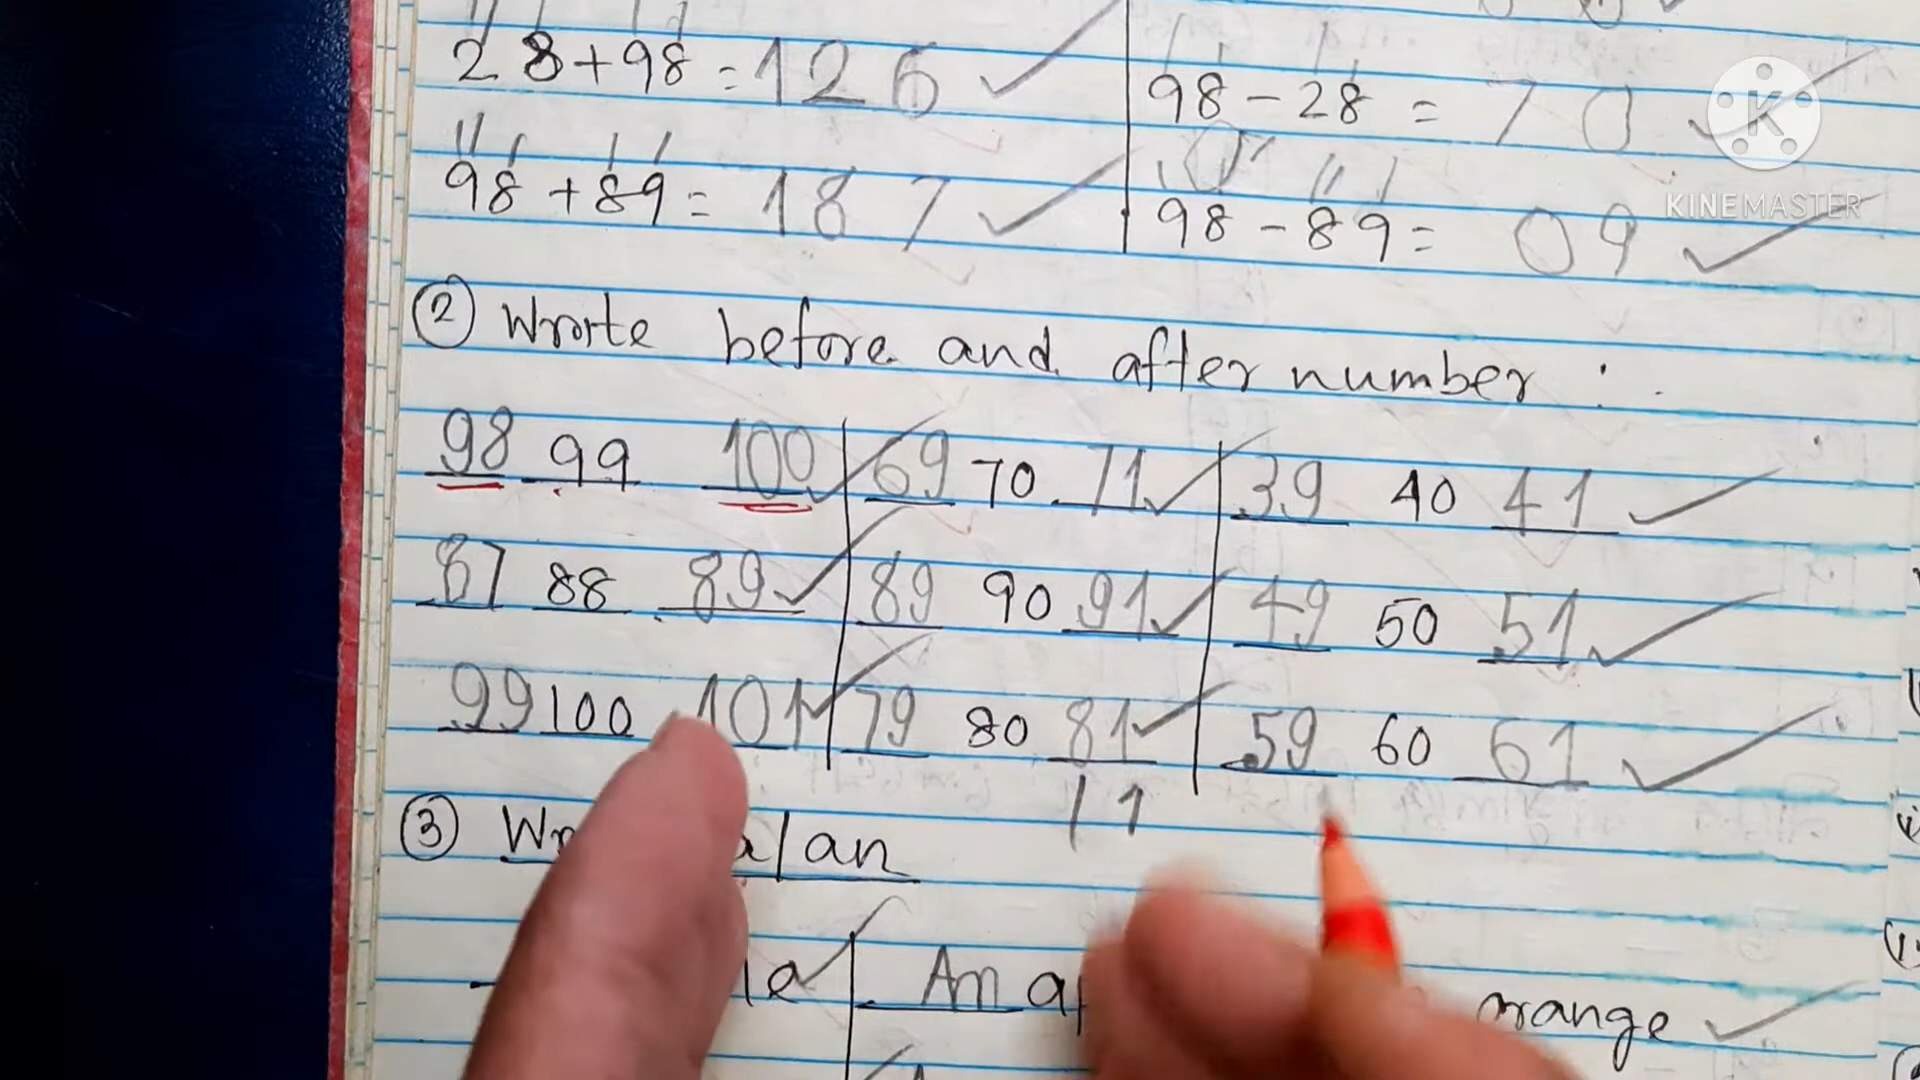 28+98=126 98-28=70
K
KINEMASTER
98+89=187 98-89=09
② Wrote before and after number :
98 99 100 69 70 71 39 40 41
87 88 89 89 90 91 49 50 51
99 100 101 79 80 81 59 60 61
11
③ a/an
An orange